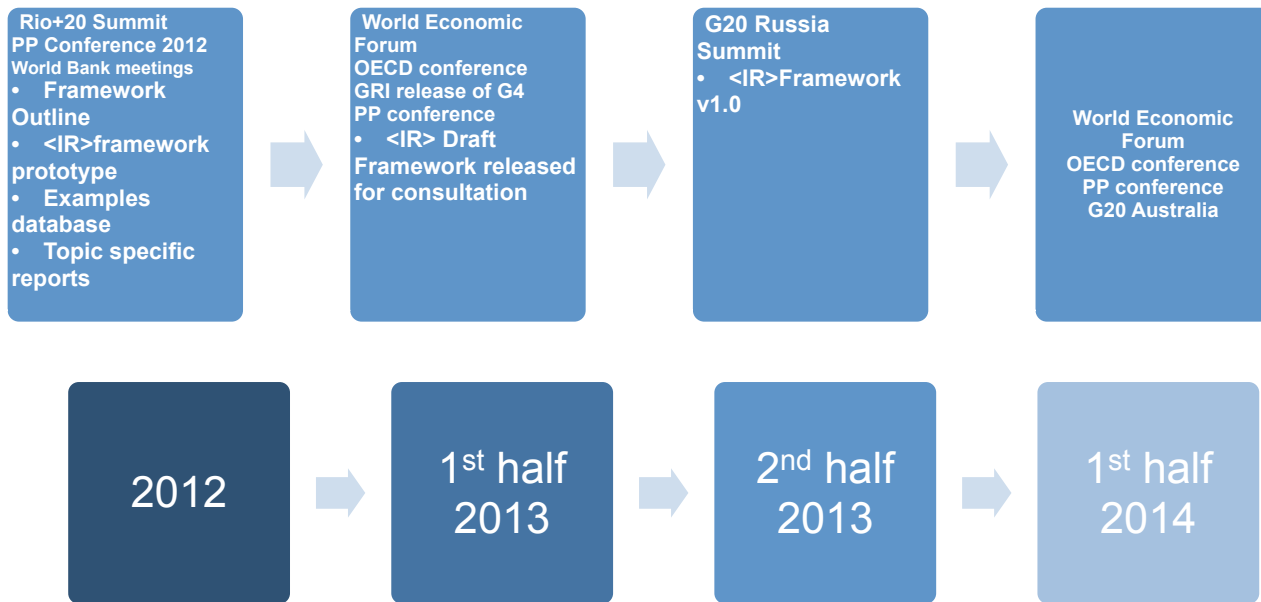 Rio+20 Summit
PP Conference 2012
World Bank meetings
• Framework
Outline
• <IR>framework
prototype
• Examples
database
• Topic specific
reports
World Economic
Forum
OECD conference
GRI release of G4
PP conference
• <IR> Draft
Framework released
for consultation
G20 Russia
Summit
• <IR>Framework
v1.0
World Economic
Forum
OECD conference
PP conference
G20 Australia
2012
1st half
2013
2nd half
2013
1st half
2014